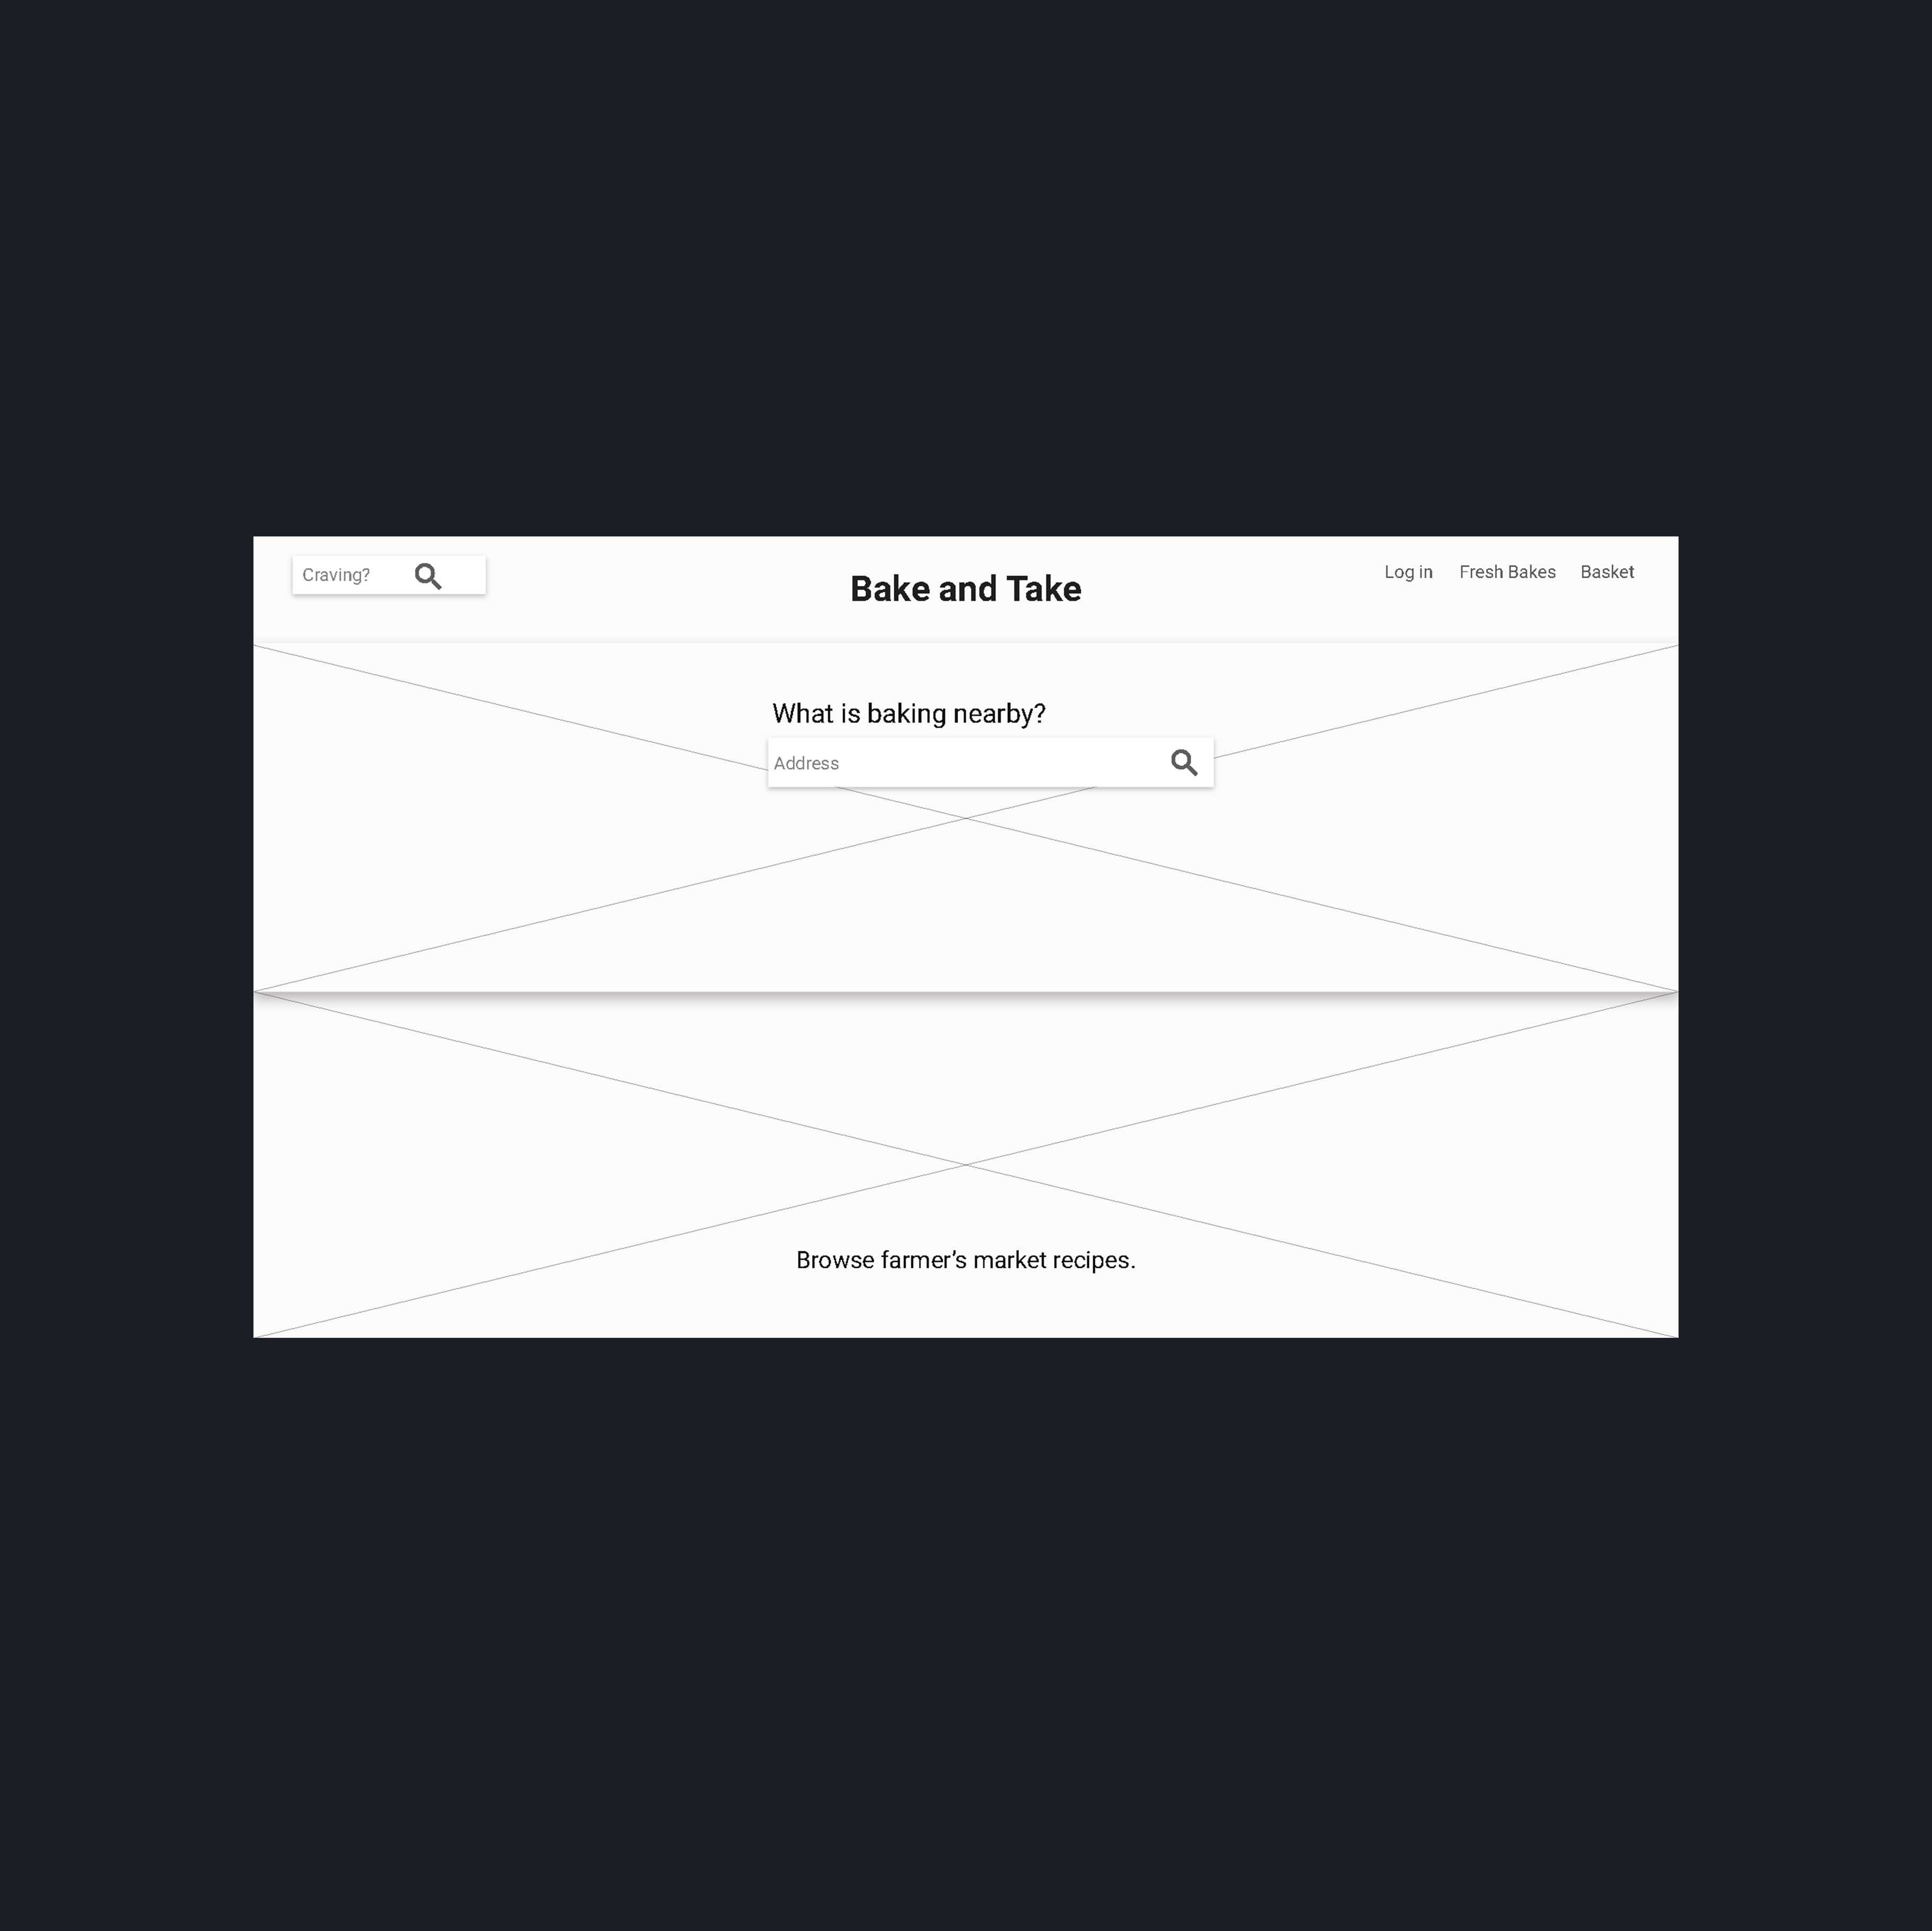 Craving?
Bake and Take
Log in Fresh Bakes Basket
What is baking nearby?
Address
Browse farmer’s market recipes.